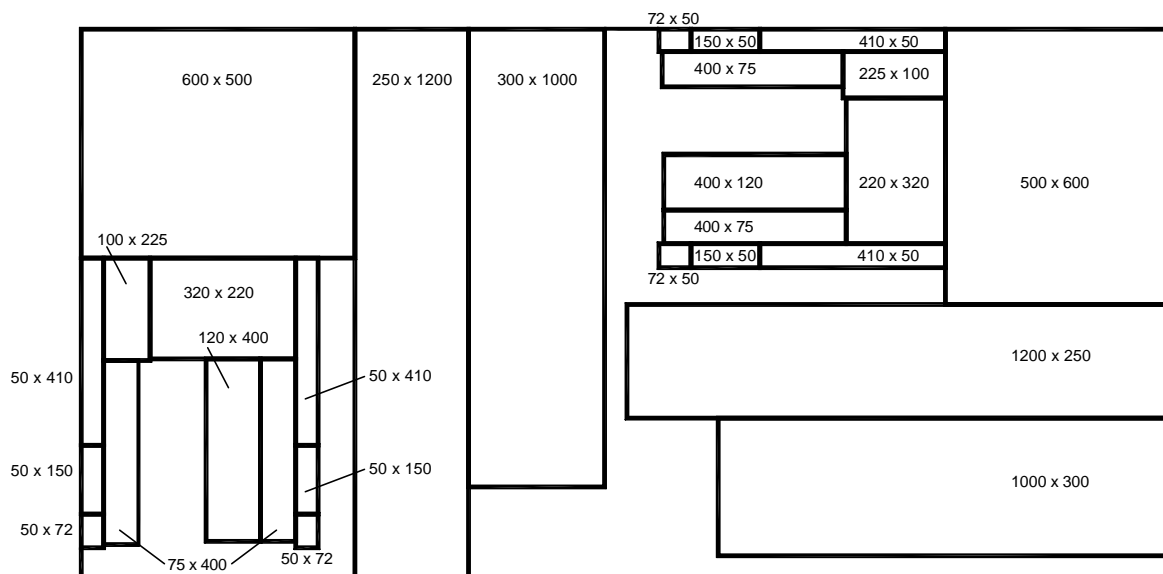 72 x 50
150 x 50
410 x 50
600 x 500
250 x 1200
300 x 1000
400 x 75
225 x 100
400 x 120
220 x 320
500 x 600
400 x 75
100 x 225
150 x 50
410 x 50
72 x 50
320 x 220
120 x 400
1200 x 250
50 x 410
50 x 410
50 x 150
50 x 150
1000 x 300
50 x 72
75 x 400
50 x 72